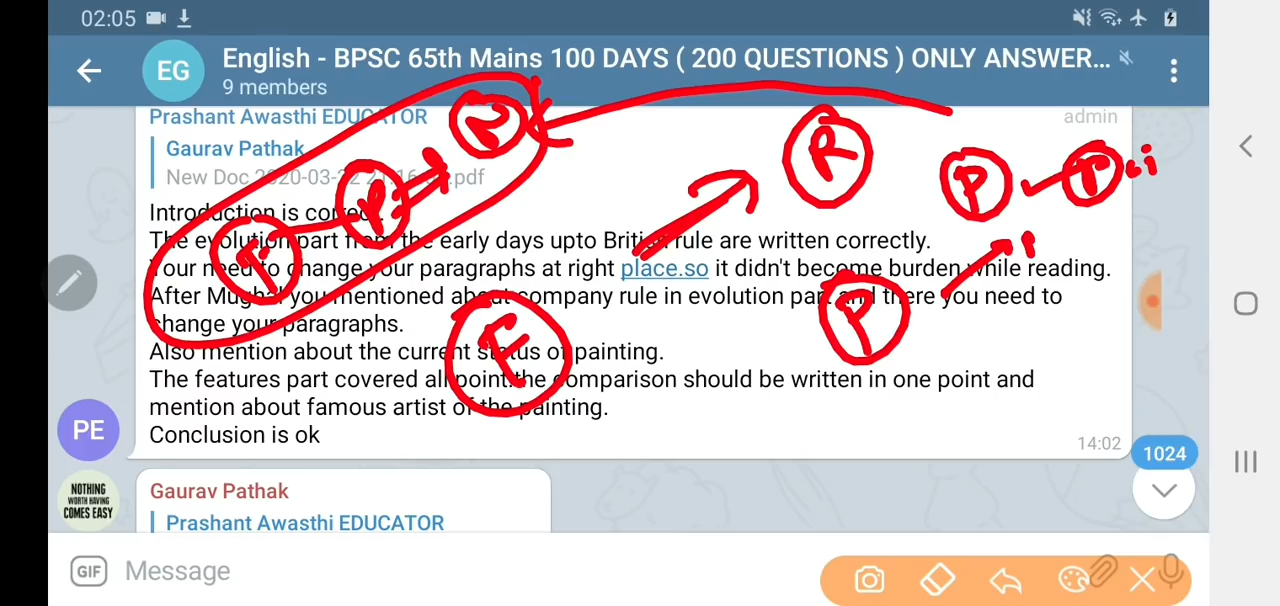 02:05
English - BPSC 65th Mains 100 DAYS ( 200 QUESTIONS ) ONLY ANSWER...
EG
9 members
Prashant Awasthi EDUCATOR
admin
Gaurav Pathak
New Doc 2020-03-22 .pdf
Introduction is correct.
The evolution part from the early days upto British rule are written correctly.
Your need to change your paragraphs at right place.so it didn't become burden while reading.
After Mughal you mentioned about company rule in evolution part and there you need to
change your paragraphs.
Also mention about the current status of painting.
The features part covered all point.the comparison should be written in one point and
mention about famous artist of the painting.
Conclusion is ok
14:02
PE
1024
NOTHING
WORTH HAVING
COMES EASY
Gaurav Pathak
Prashant Awasthi EDUCATOR
GIF
Message
R
P
P
F
P